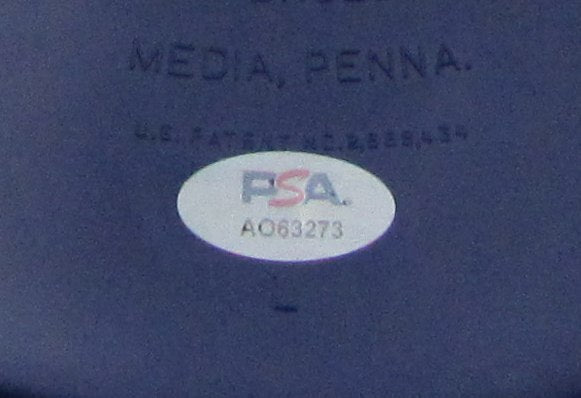 MEDIA, PENNA.
U.S. PATENT NO.
PSA.
AO63273